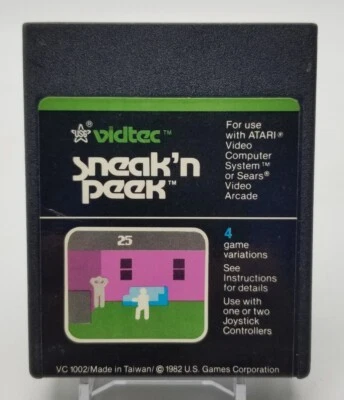 ® vidtec™
sneak'n
peek™
For use
with ATARI®
Video
Computer
System™
or Sears®
Video
Arcade
25
4
game
variations
See
Instructions
for details
Use with
one or two
Joystick
Controllers
VC 1002/Made in Taiwan/ © 1982 U.S. Games Corporation